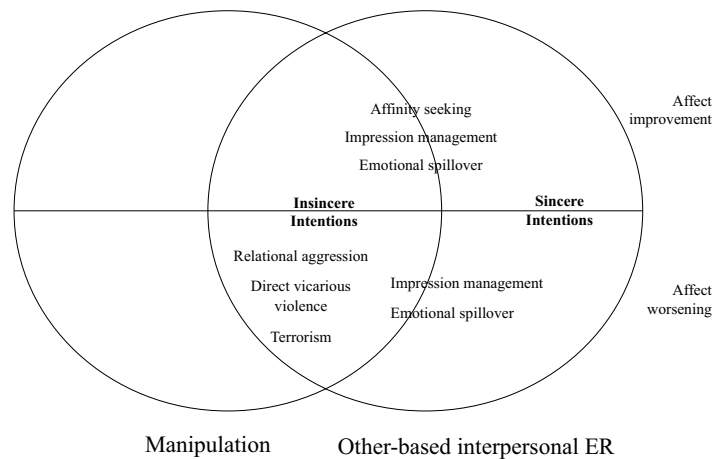 Affinity seeking
Affect
improvement
Impression management
Emotional spillover
Insincere
Intentions
Sincere
Intentions
Relational aggression
Direct vicarious
violence
Terrorism
Impression management
Emotional spillover
Affect
worsening
Manipulation
Other-based interpersonal ER